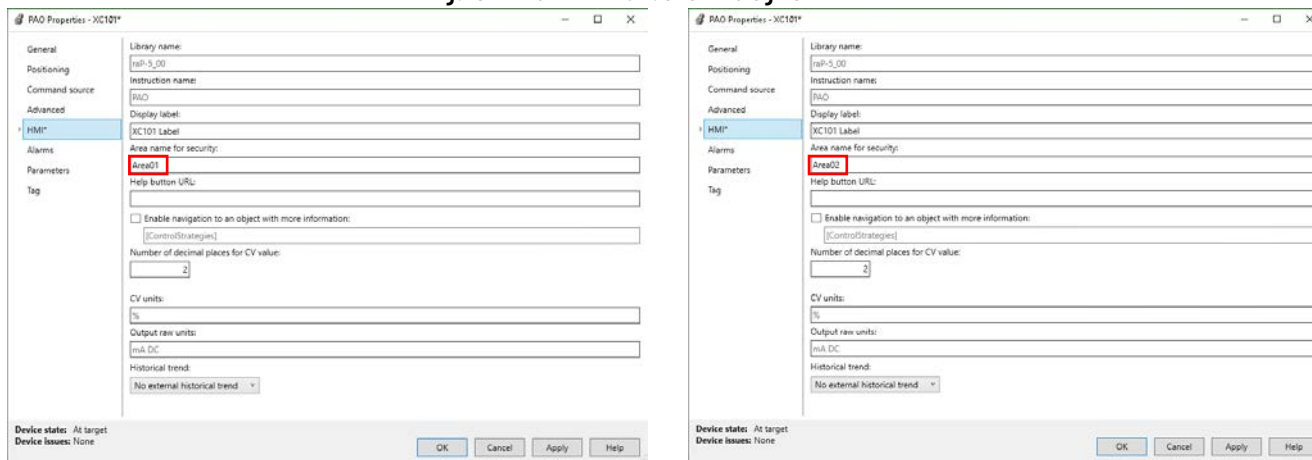 PAO Properties - XC101*
General
Positioning
Command source
Advanced
HMI*
Alarms
Parameters
Tag
Library name:
raP-5_00
Instruction name:
PAO
Display label:
XC101 Label
Area name for security:
Area01
Help button URL:
Enable navigation to an object with more information:
[ControlStrategies]
Number of decimal places for CV value:
2
CV units:
%
Output raw units:
mA DC
Historical trend:
No external historical trend
Device state: At target
Device issues: None
OK Cancel Apply Help
PAO Properties - XC101*
General
Positioning
Command source
Advanced
HMI*
Alarms
Parameters
Tag
Library name:
raP-5_00
Instruction name:
PAO
Display label:
XC101 Label
Area name for security:
Area02
Help button URL:
Enable navigation to an object with more information:
[ControlStrategies]
Number of decimal places for CV value:
2
CV units:
%
Output raw units:
mA DC
Historical trend:
No external historical trend
Device state: At target
Device issues: None
OK Cancel Apply Help